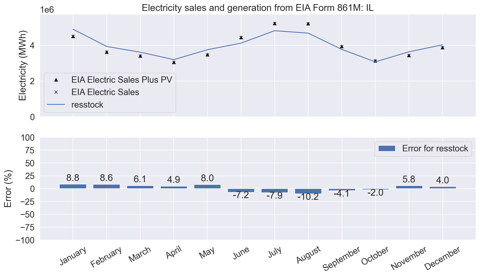 Electricity sales and generation from EIA Form 861M: IL
1e6
Electricity (MWh)
4
2
0
EIA Electric Sales Plus PV
EIA Electric Sales
resstock
Error (%)
100
75
50
25
0
−25
−50
−75
−100
Error for resstock
8.8
8.6
6.1
4.9
8.0
-7.2
-7.9
-10.2
-4.1
-2.0
5.8
4.0
January
February
March
April
May
June
July
August
September
October
November
December